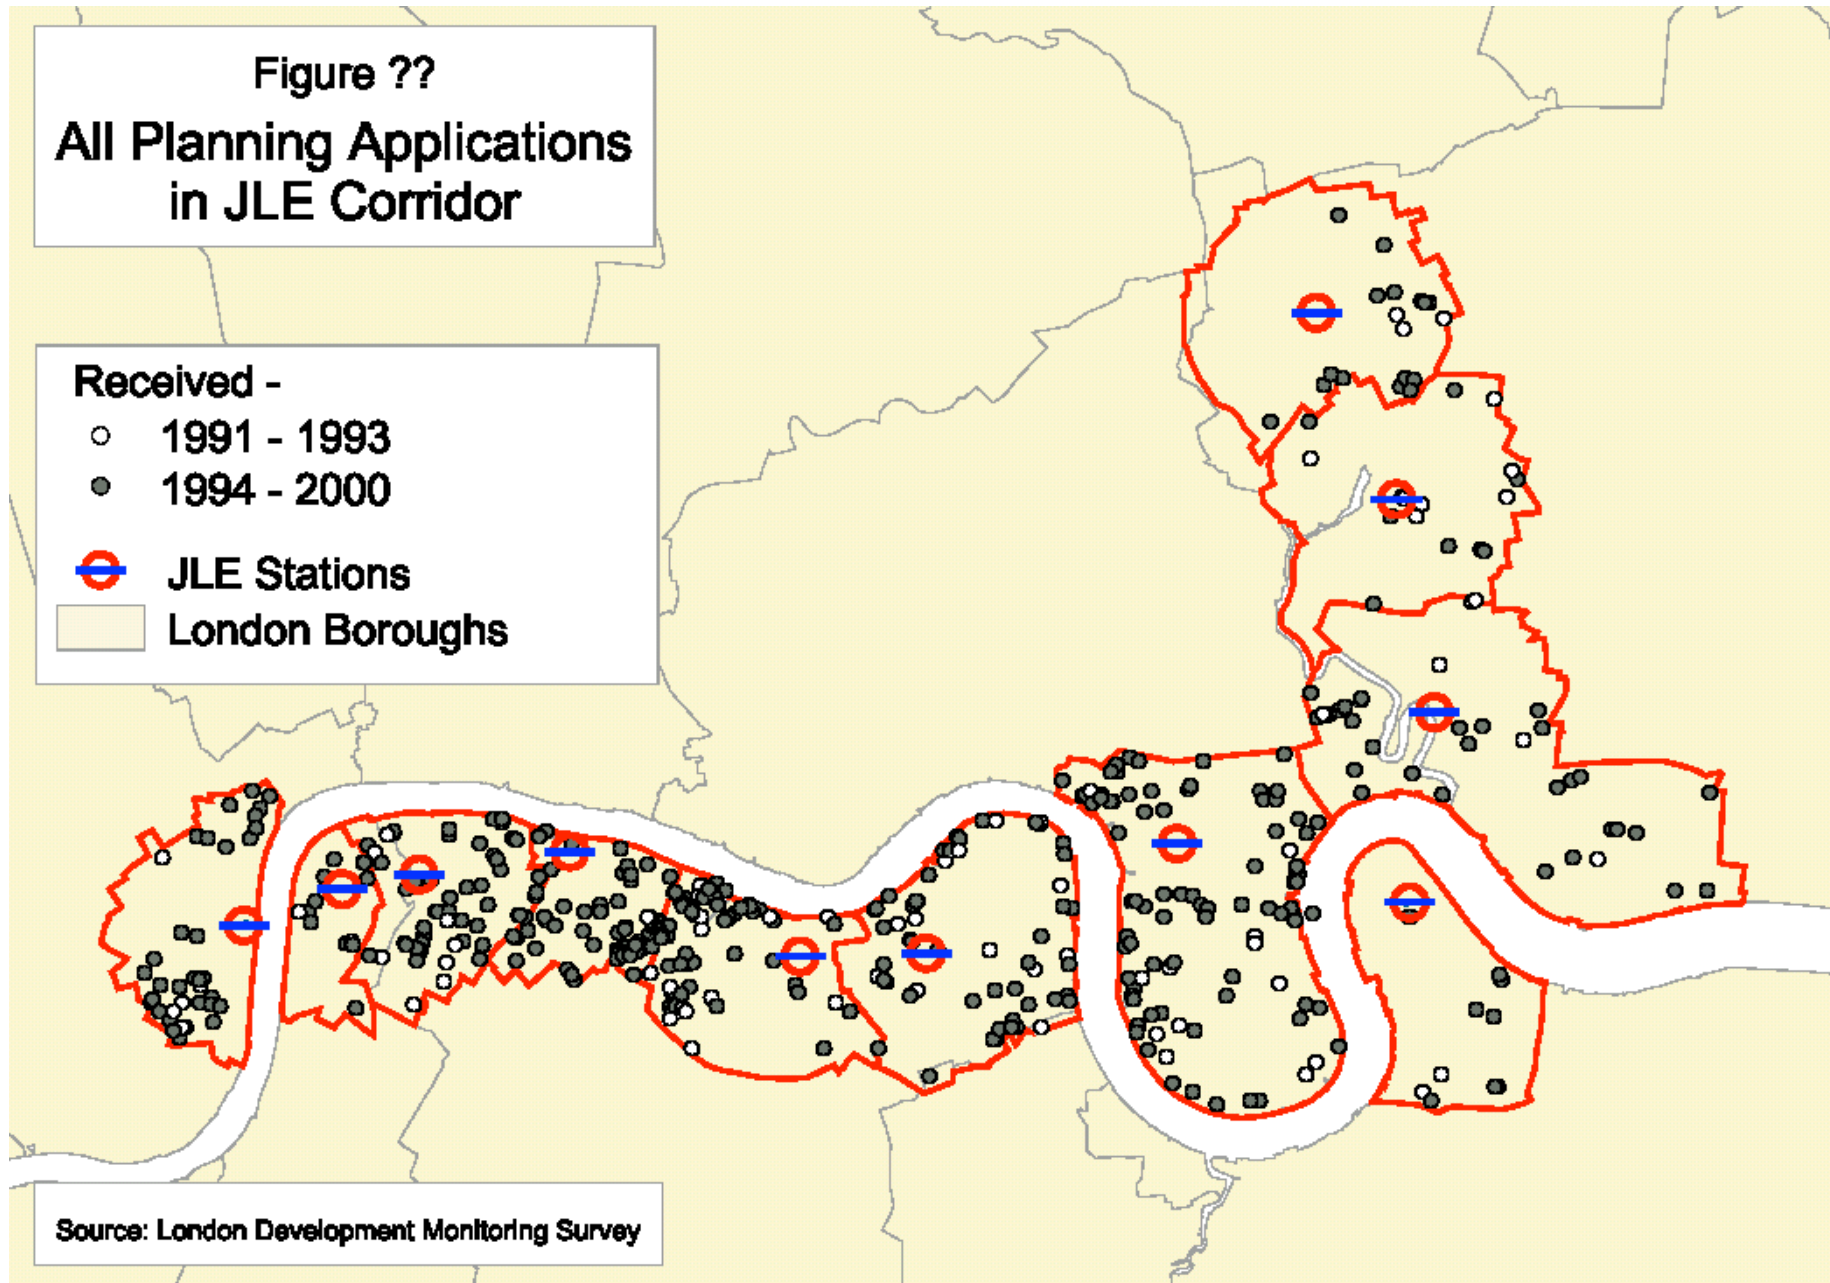 Figure ??
All Planning Applications
in JLE Corridor
Received -
1991 - 1993
1994 - 2000
JLE Stations
London Boroughs
Source: London Development Monitoring Survey